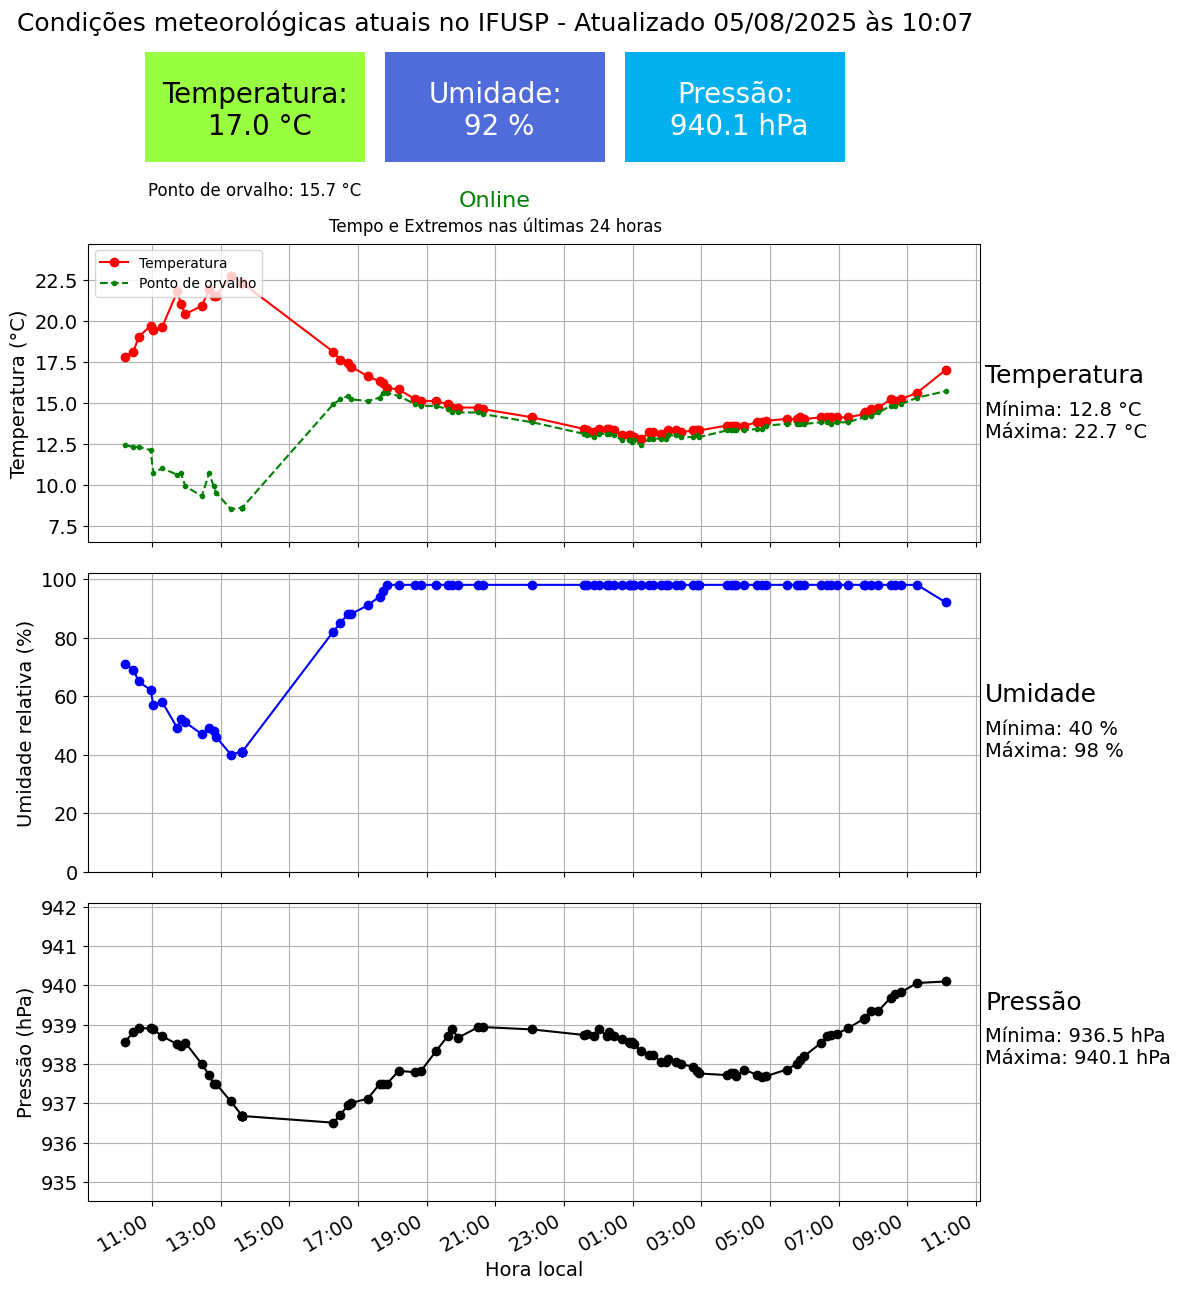 Condições meteorológicas atuais no IFUSP - Atualizado 05/08/2025 às 10:07
Temperatura:
17.0 °C
Umidade:
92 %
Pressão:
940.1 hPa
Ponto de orvalho: 15.7 °C
Online
Tempo e Extremos nas últimas 24 horas
Temperatura
Ponto de orvalho
Temperatura (°C)
22.5
20.0
17.5
15.0
12.5
10.0
7.5
Temperatura
Mínima: 12.8 °C
Máxima: 22.7 °C
Umidade relativa (%)
100
80
60
40
20
0
Umidade
Mínima: 40 %
Máxima: 98 %
Pressão (hPa)
942
941
940
939
938
937
936
935
Pressão
Mínima: 936.5 hPa
Máxima: 940.1 hPa
11:00 13:00 15:00 17:00 19:00 21:00 23:00 01:00 03:00 05:00 07:00 09:00 11:00
Hora local